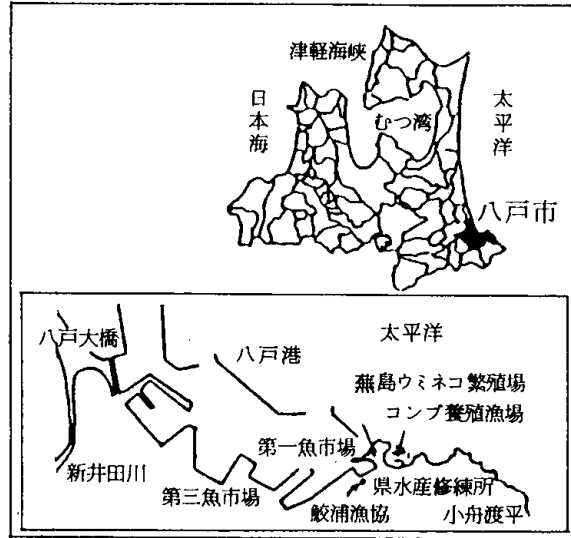 津軽海峡
日本海
むつ湾
太平洋
八戸市
八戸大橋
八戸港
太平洋
蕪島ウミネコ繁殖場
コンブ養殖漁場
第一魚市場
新井田川
第三魚市場
県水産修練所
鮫浦漁協
小舟渡平